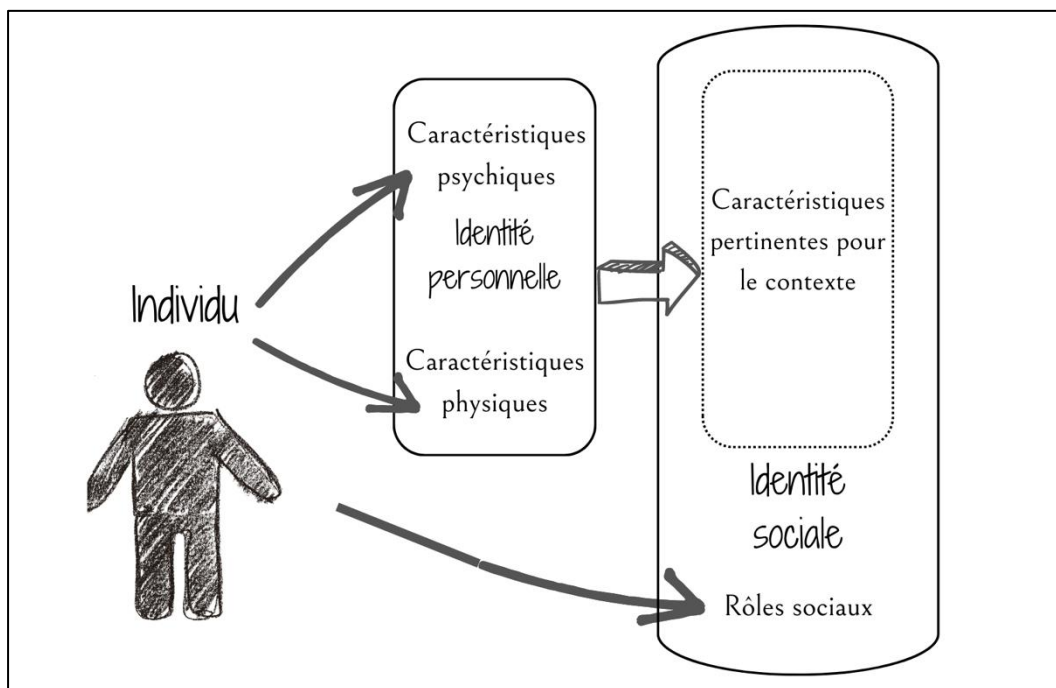 Individu
Caractéristiques
psychiques
Identité
personnelle
Caractéristiques
physiques
Caractéristiques
pertinentes pour
le contexte
Identité
sociale
Rôles sociaux